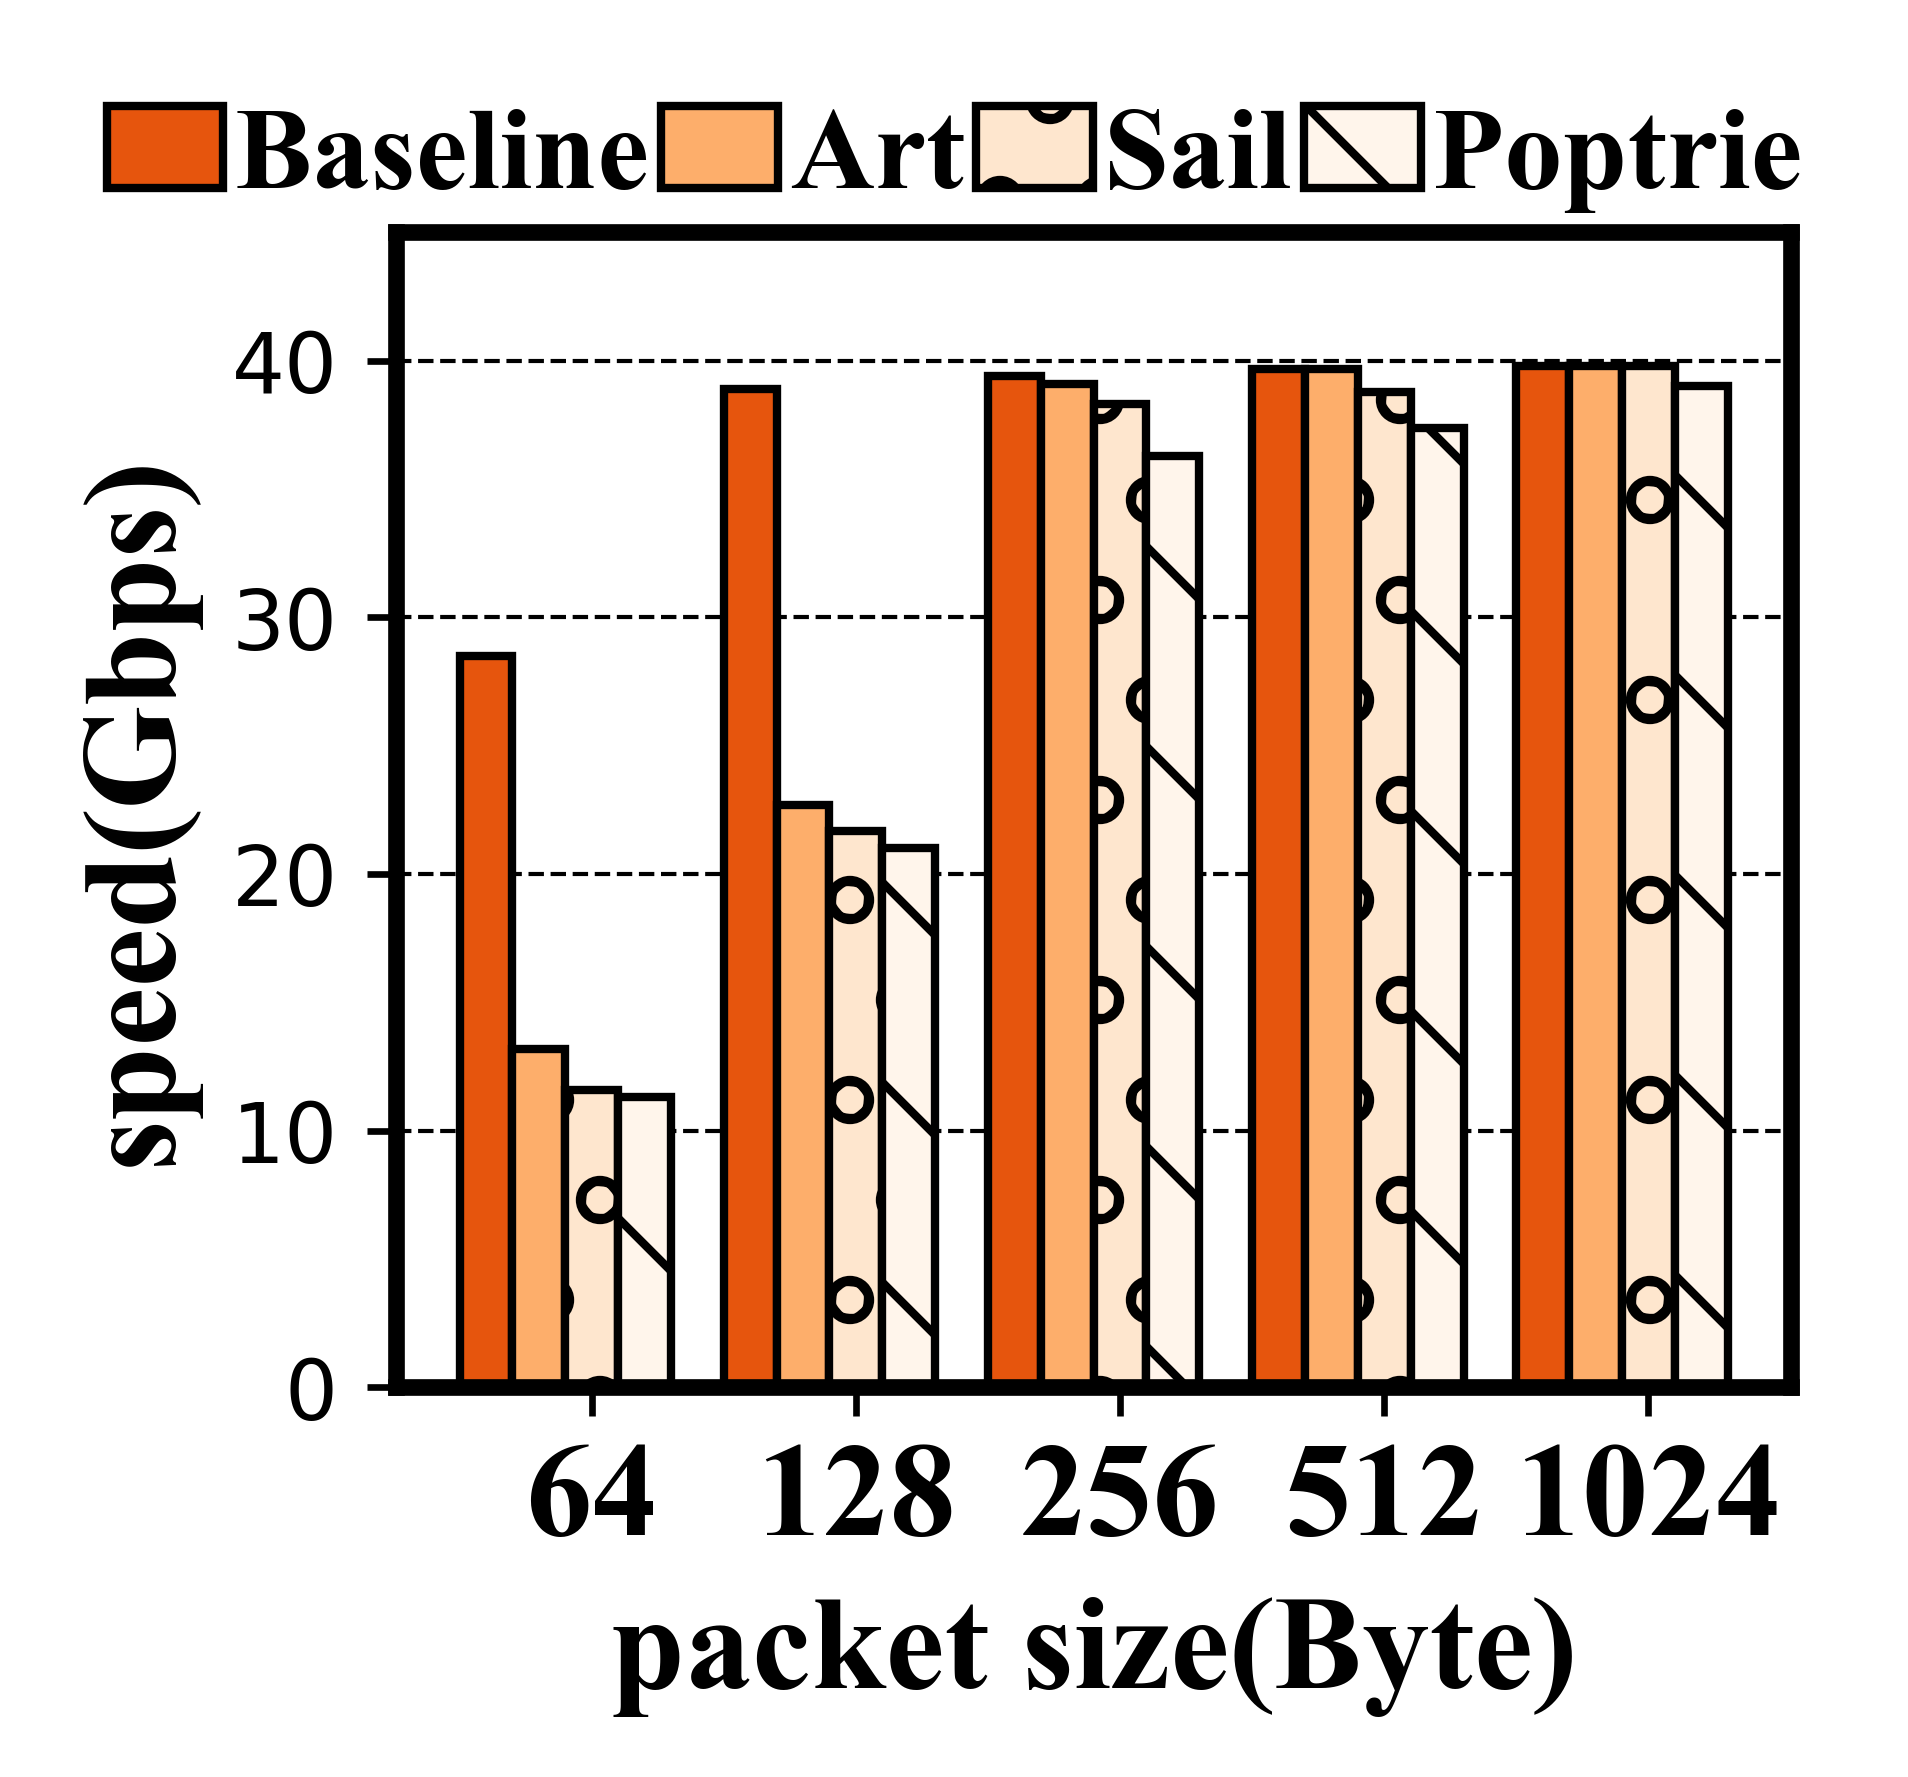 Baseline Art Sail Poptrie
speed(Gbps)
40
30
20
10
0
64 128 256 512 1024
packet size(Byte)